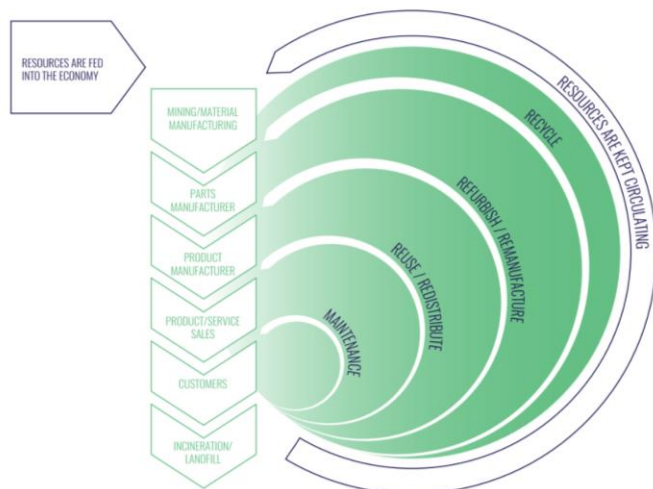 RESOURCES ARE FED
INTO THE ECONOMY
MINING/MATERIAL
MANUFACTURING
PARTS
MANUFACTURER
PRODUCT
MANUFACTURER
PRODUCT/SERVICE
SALES
CUSTOMERS
INCINERATION/
LANDFILL
MAINTENANCE
REUSE / REDISTRIBUTE
REFURBISH / REMANUFACTURE
RECYCLE
RESOURCES ARE KEPT CIRCULATING